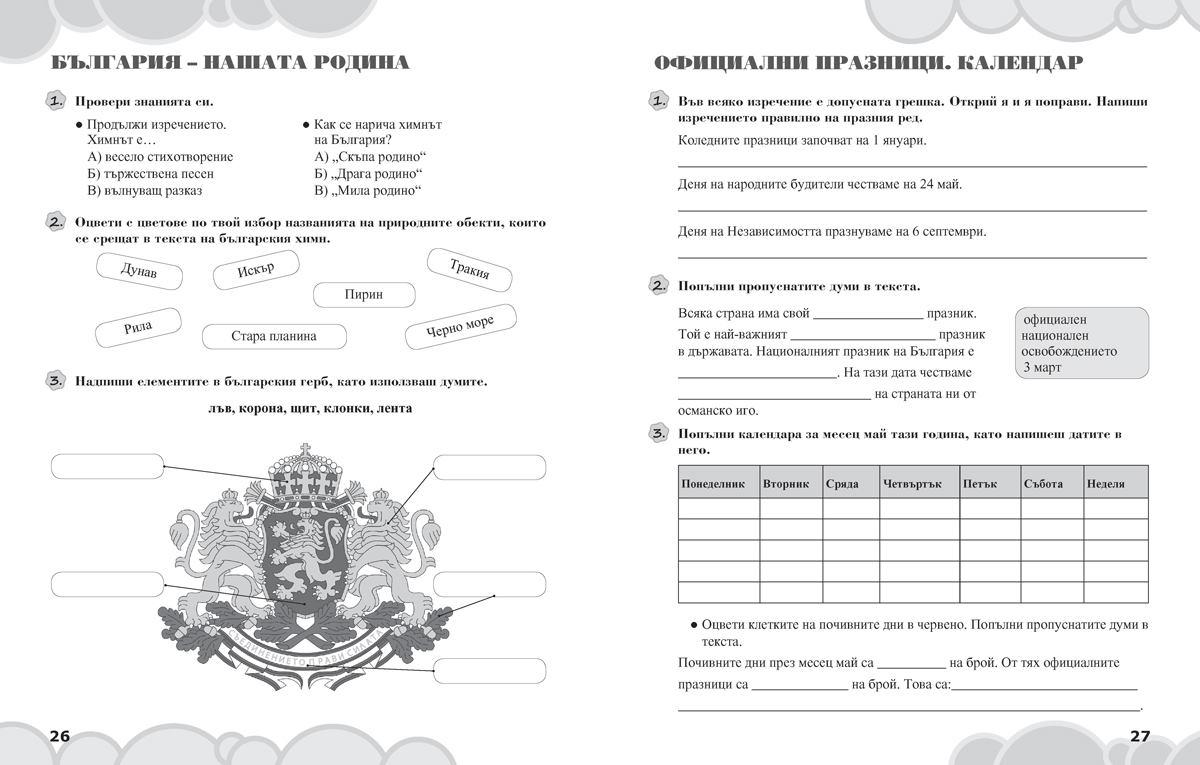 БЪЛГАРИЯ – НАШАТА РОДИНА
1. Провери знанията си.
● Продължи изречението.
Химнът е…
А) весело стихотворение
Б) тържествена песен
В) вълнуващ разказ
● Как се нарича химнът
на България?
А) „Скъпа родино“
Б) „Драга родино“
В) „Мила родино“
2. Оцвети с цветове по твой избор названията на природните обекти, които
се срещат в текста на българския химн.
Дунав
Искър
Тракия
Пирин
Рила
Стара планина
Черно море
3. Надпиши елементите в българския герб, като използваш думите.
лъв, корона, щит, клонки, лента
СЪЕДИНЕНИЕТО ПРАВИ СИЛАТА
26
ОФИЦИАЛНИ ПРАЗНИЦИ. КАЛЕНДАР
1. Във всяко изречение е допусната грешка. Открий я и я поправи. Напиши
изречението правилно на празния ред.
Коледните празници започват на 1 януари.
Деня на народните будители честваме на 24 май.
Деня на Независимостта празнуваме на 6 септември.
2. Попълни пропуснатите думи в текста.
Всяка страна има свой ________________ празник.
Той е най-важният _____________________ празник
в държавата. Националният празник на България е
_______________________. На тази дата честваме
____________________________ на страната ни от
османско иго.
официален
национален
освобождението
3 март
3. Попълни календара за месец май тази година, като напишеш датите в
него.
Понеделник Вторник Сряда Четвъртък Петък Събота Неделя
● Оцвети клетките на почивните дни в червено. Попълни пропуснатите думи в
текста.
Почивните дни през месец май са __________ на брой. От тях официалните
празници са ______________ на брой. Това са:___________________________
___________________________________________________________________.
27